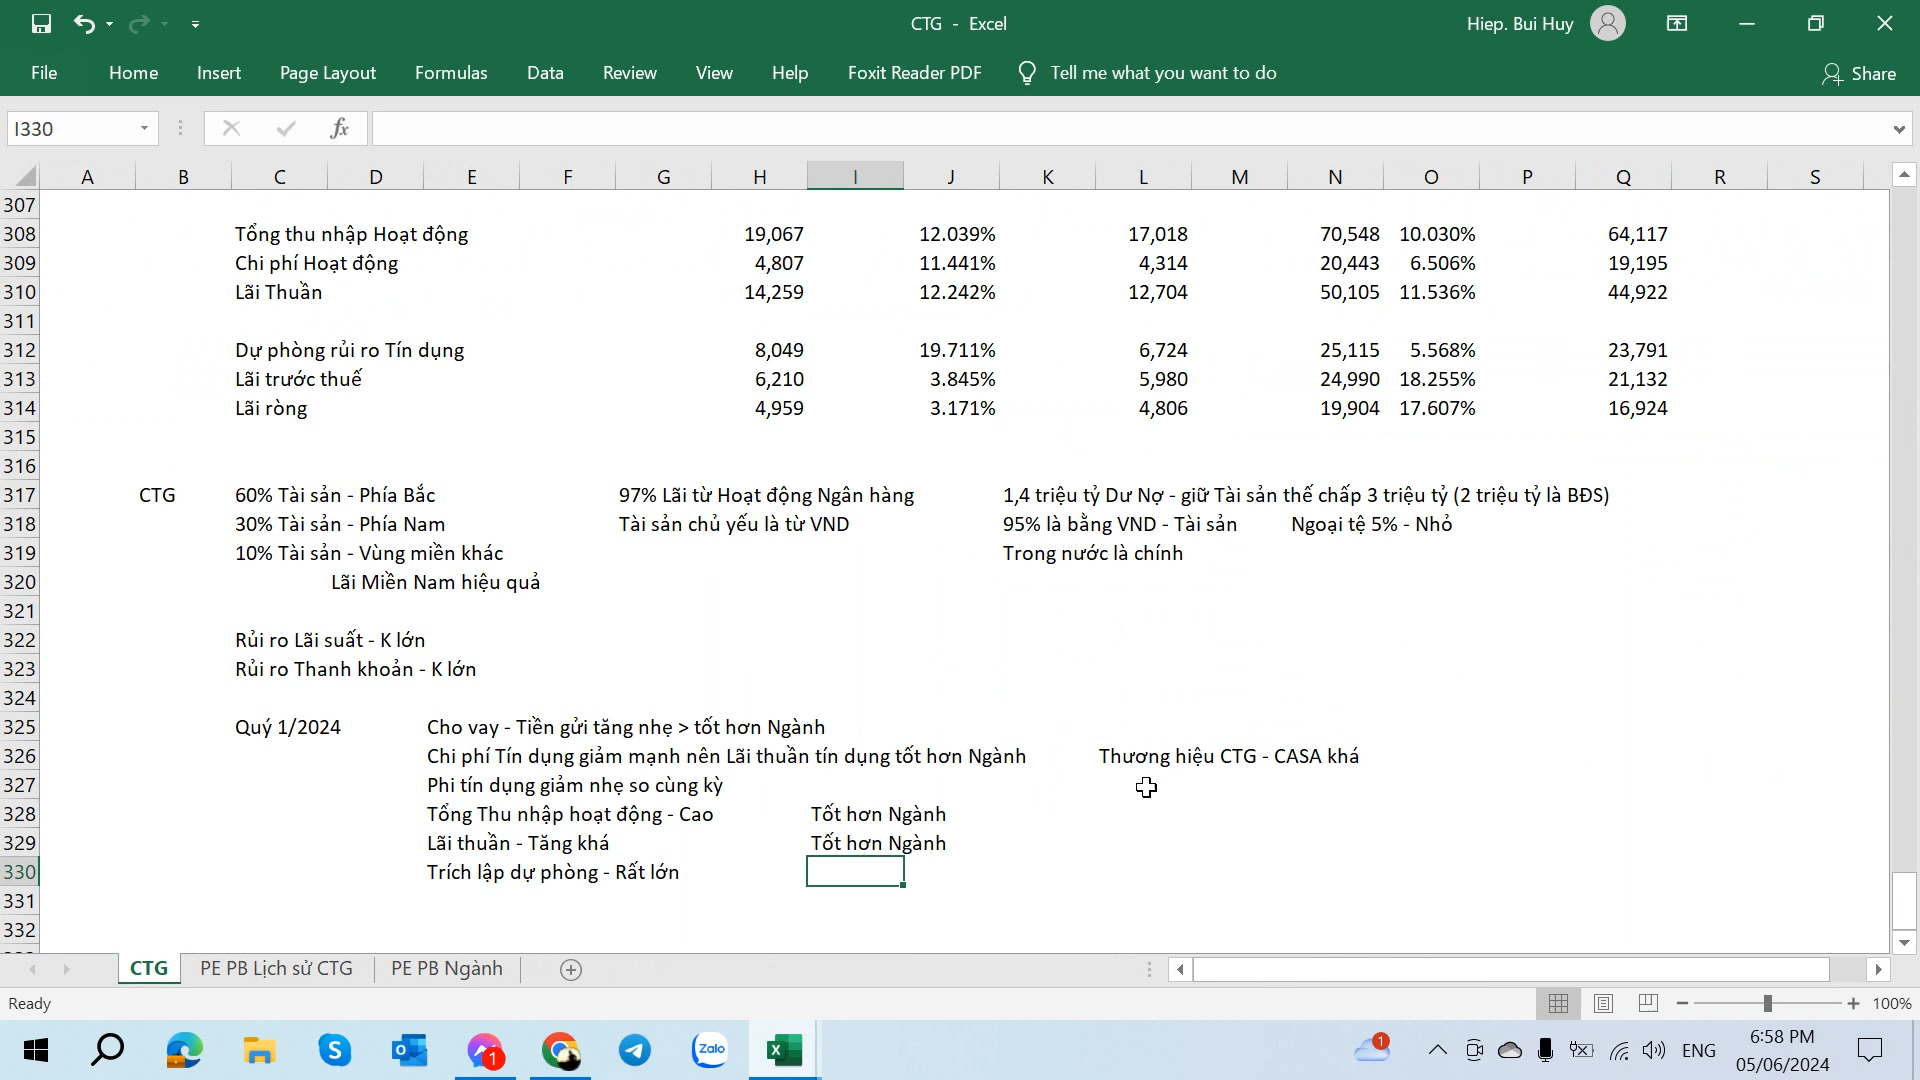 CTG - Excel
Hiep. Bui Huy
File Home Insert Page Layout Formulas Data Review View Help Foxit Reader PDF Tell me what you want to do Share
I330 fx
A B C D E F G H I J K L M N O P Q R S
307
308 Tổng thu nhập Hoạt động 19,067 12.039% 17,018 70,548 10.030% 64,117
309 Chi phí Hoạt động 4,807 11.441% 4,314 20,443 6.506% 19,195
310 Lãi Thuần 14,259 12.242% 12,704 50,105 11.536% 44,922
311
312 Dự phòng rủi ro Tín dụng 8,049 19.711% 6,724 25,115 5.568% 23,791
313 Lãi trước thuế 6,210 3.845% 5,980 24,990 18.255% 21,132
314 Lãi ròng 4,959 3.171% 4,806 19,904 17.607% 16,924
315
316
317 CTG 60% Tài sản - Phía Bắc 97% Lãi từ Hoạt động Ngân hàng 1,4 triệu tỷ Dư Nợ - giữ Tài sản thế chấp 3 triệu tỷ (2 triệu tỷ là BĐS)
318 30% Tài sản - Phía Nam Tài sản chủ yếu là từ VND 95% là bằng VND - Tài sản Ngoại tệ 5% - Nhỏ
319 10% Tài sản - Vùng miền khác Trong nước là chính
320 Lãi Miền Nam hiệu quả
321
322 Rủi ro Lãi suất - K lớn
323 Rủi ro Thanh khoản - K lớn
324
325 Quý 1/2024 Cho vay - Tiền gửi tăng nhẹ > tốt hơn Ngành
326 Chi phí Tín dụng giảm mạnh nên Lãi thuần tín dụng tốt hơn Ngành Thương hiệu CTG - CASA khá
327 Phi tín dụng giảm nhẹ so cùng kỳ
328 Tổng Thu nhập hoạt động - Cao Tốt hơn Ngành
329 Lãi thuần - Tăng khá Tốt hơn Ngành
330 Trích lập dự phòng - Rất lớn
331
332
CTG PE PB Lịch sử CTG PE PB Ngành
Ready 100%
1 Zalo 1 ENG 6:58 PM
05/06/2024